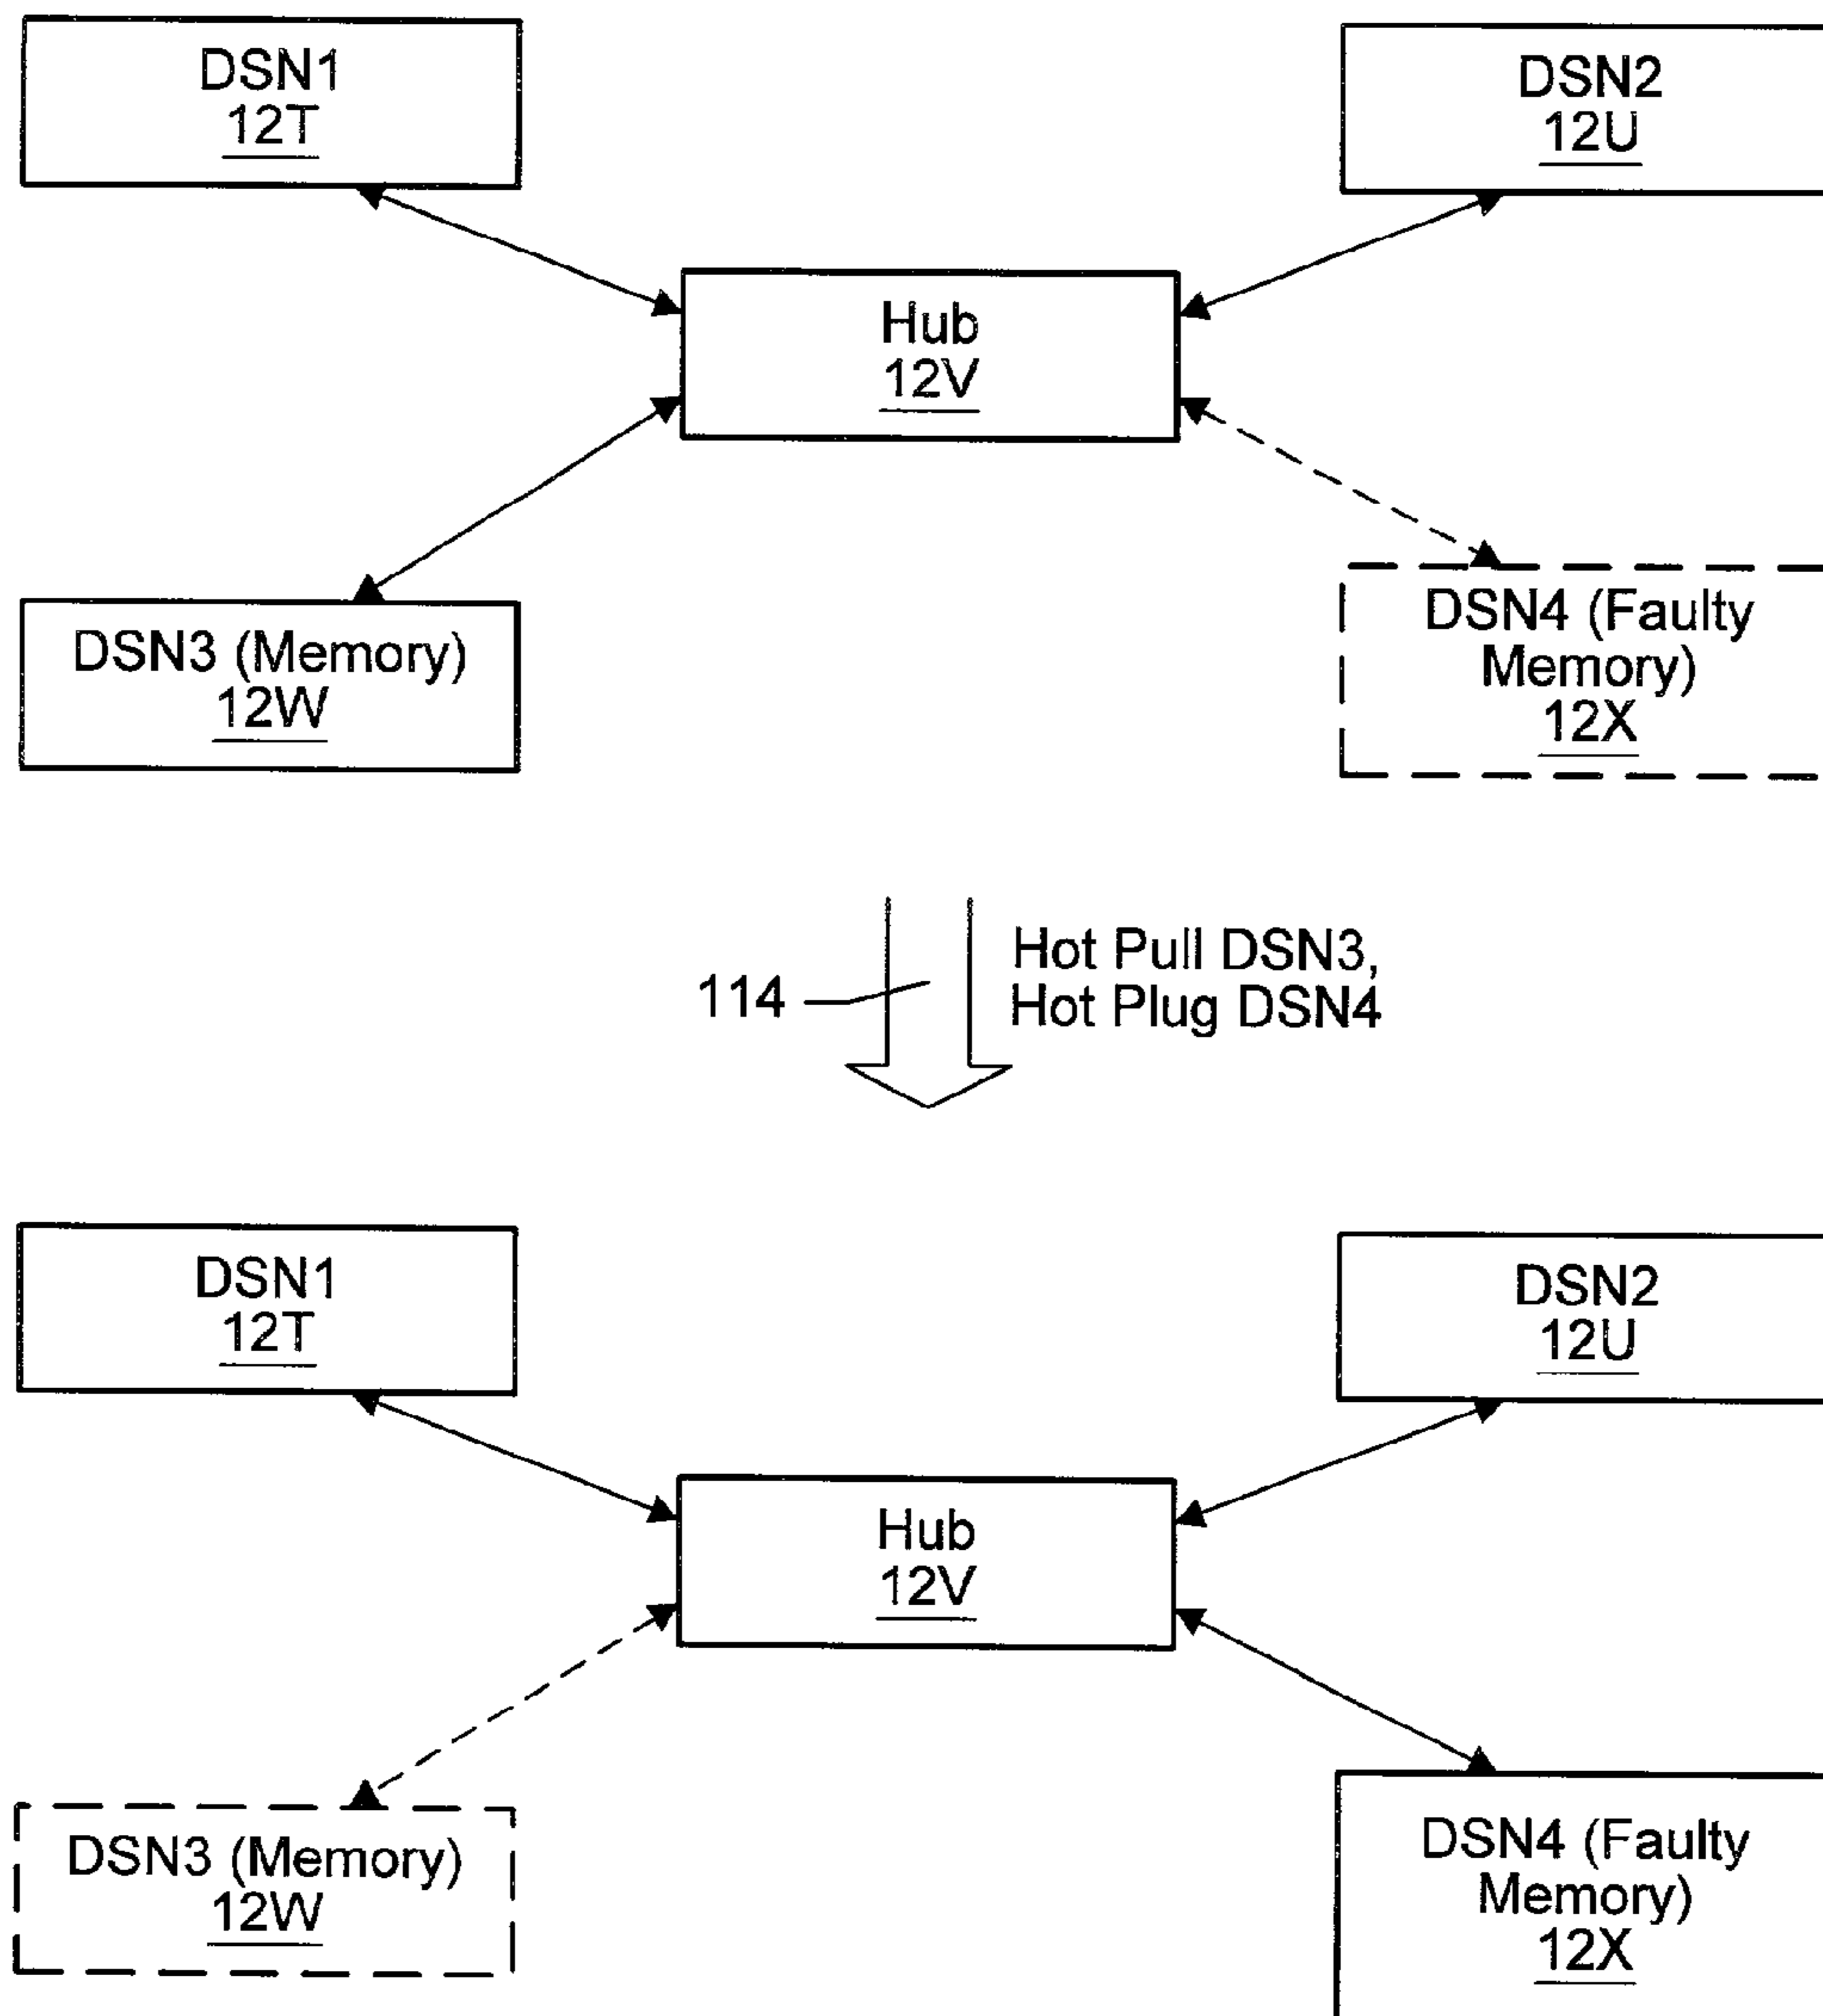 DSN1
12T
DSN2
12U
Hub
12V
DSN3 (Memory)
12W
DSN4 (Faulty
Memory)
12X
114
Hot Pull DSN3,
Hot Plug DSN4
DSN1
12T
DSN2
12U
Hub
12V
DSN3 (Memory)
12W
DSN4 (Faulty
Memory)
12X